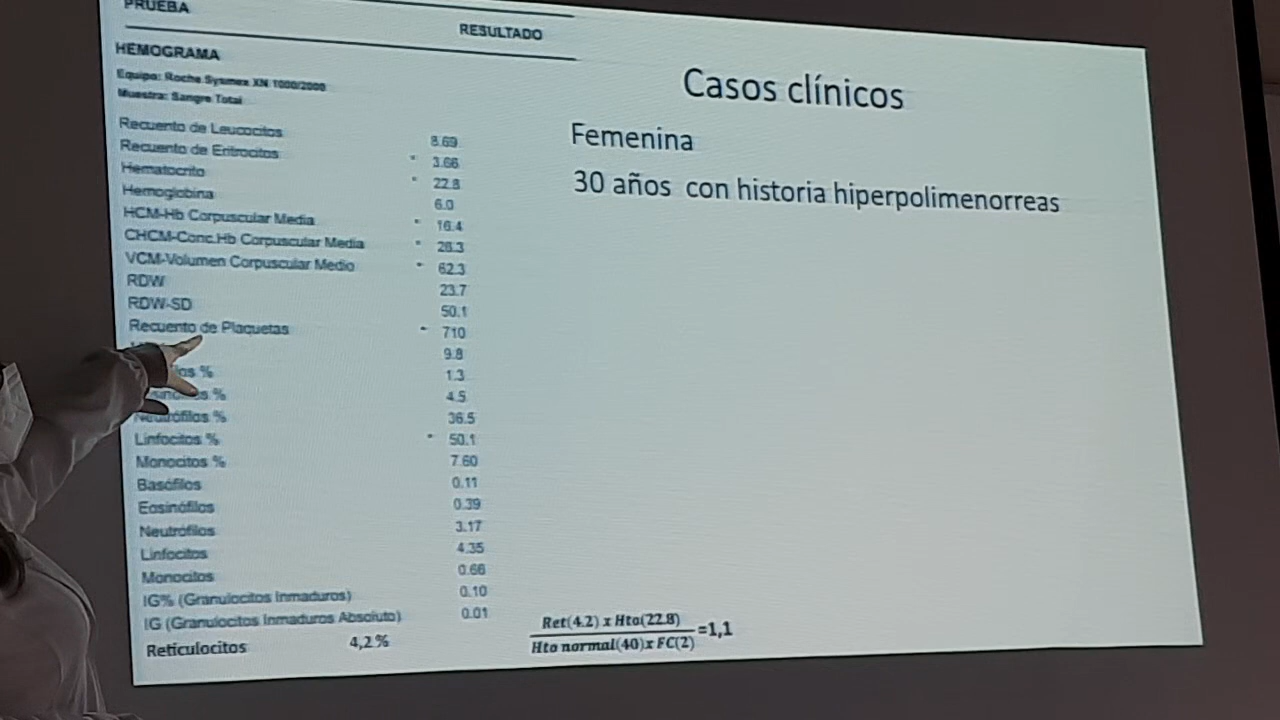 PRUEBA RESULTADO
HEMOGRAMA
Equipo: Roche Sysmex XN 1000/2000
Muestra: Sangre Total
Recuento de Leucocitos 8.69
Recuento de Eritrocitos * 3.66
Hematocrito * 22.8
Hemoglobina 6.0
HCM-Hb Corpuscular Media * 16.4
CHCM-Conc.Hb Corpuscular Media * 26.3
VCM-Volumen Corpuscular Medio * 62.3
RDW 23.7
RDW-SD 50.1
Recuento de Plaquetas * 710
9.8
% 1.3
% 4.5
Neutrófilos % 36.5
Linfocitos % * 50.1
Monocitos % 7.60
Basófilos 0.11
Eosinófilos 0.39
Neutrófilos 3.17
Linfocitos 4.35
Monocitos 0.66
IG% (Granulocitos Inmaduros) 0.10
IG (Granulocitos Inmaduros Absoluto) 0.01
Reticulocitos 4,2%
Casos clínicos
Femenina
30 años con historia hiperpolimenorreas
Ret(4.2) x Hto(22.8)
Hto normal(40)x FC(2)
=1,1